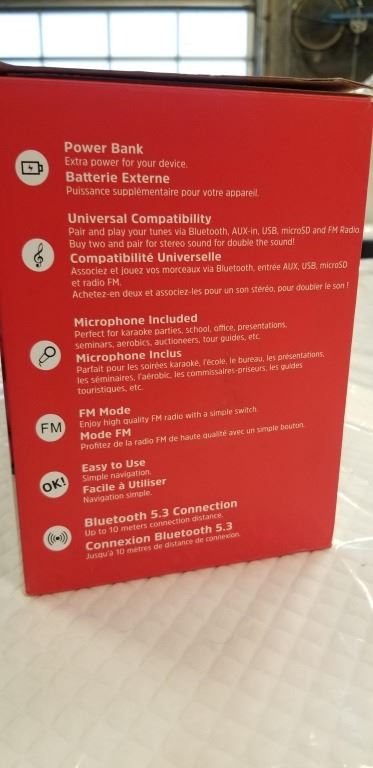 Power Bank
Extra power for your device.
Batterie Externe
Puissance supplémentaire pour votre appareil.
Universal Compatibility
Pair and play your tunes via Bluetooth, AUX-in, USB, microSD and FM Radio.
Buy two and pair for stereo sound for double the sound!
Compatibilité Universelle
Associez et jouez vos morceaux via Bluetooth, entrée AUX, USB, microSD
et radio FM.
Achetez-en deux et associez-les pour un son stéréo, pour doubler le son !
Microphone Included
Perfect for karaoke parties, school, office, presentations,
seminars, aerobics, auctioneers, tour guides, etc.
Microphone Inclus
Parfait pour les soirées karaoké, l'école, le bureau, les présentations,
les séminaires, l'aérobic, les commissaires-priseurs, les guides
touristiques, etc.
FM
FM Mode
Enjoy high quality FM radio with a simple switch.
Mode FM
Profitez de la radio FM de haute qualité avec un simple bouton.
OK!
Easy to Use
Simple navigation.
Facile à Utiliser
Navigation simple.
Bluetooth 5.3 Connection
Up to 10 meters connection distance.
Connexion Bluetooth 5.3
Jusqu'à 10 mètres de distance de connexion.